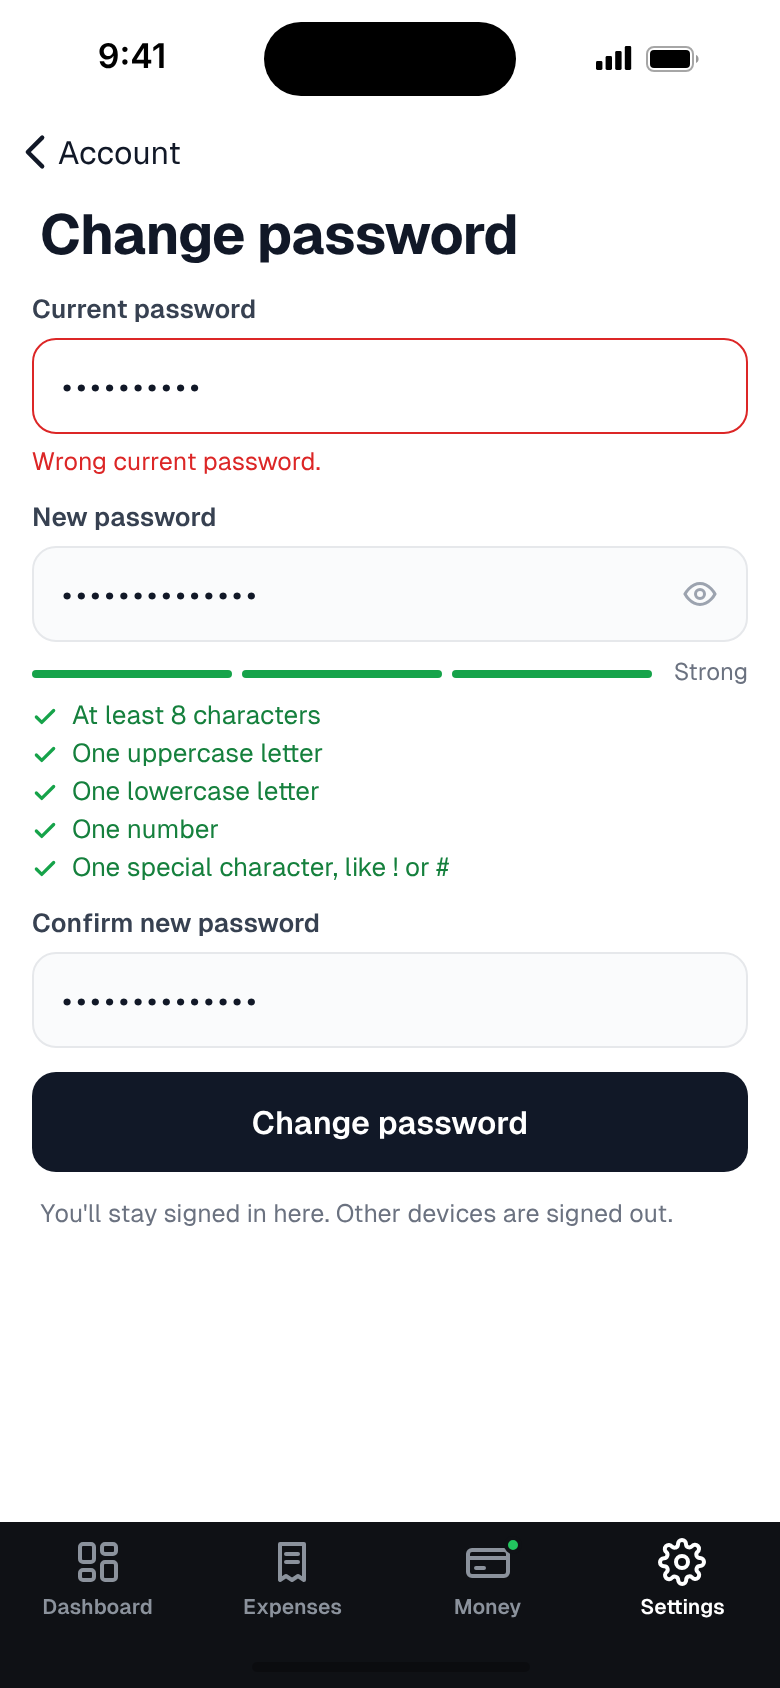 9:41
Account
Change password
Current password
••••••••••
Wrong current password.
New password
••••••••••••••
Strong
At least 8 characters
One uppercase letter
One lowercase letter
One number
One special character, like ! or #
Confirm new password
••••••••••••••
Change password
You'll stay signed in here. Other devices are signed out.
Dashboard Expenses Money Settings